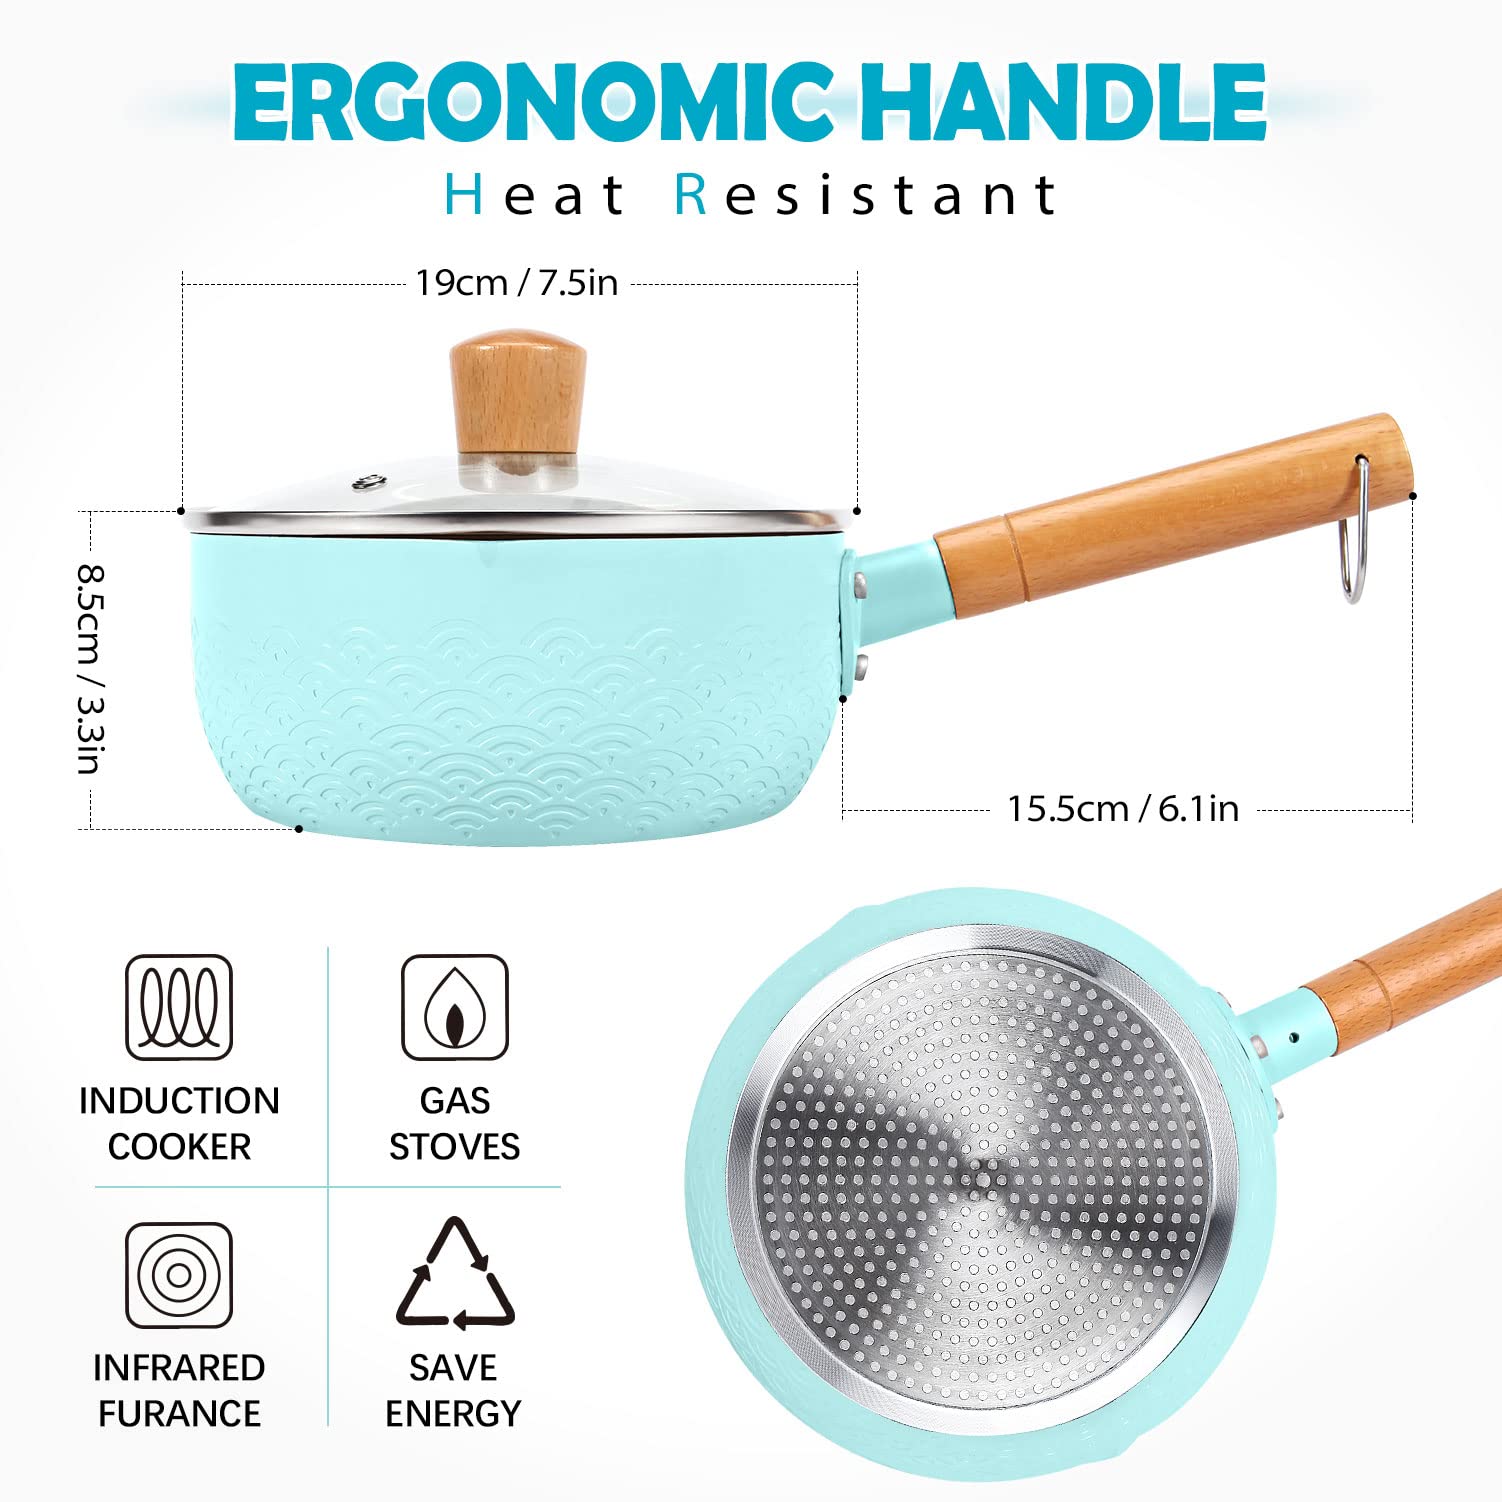 ERGONOMIC HANDLE
Heat Resistant
19cm / 7.5in
8.5cm / 3.3in
15.5cm / 6.1in
INDUCTION
COOKER
GAS
STOVES
INFRARED
FURANCE
SAVE
ENERGY